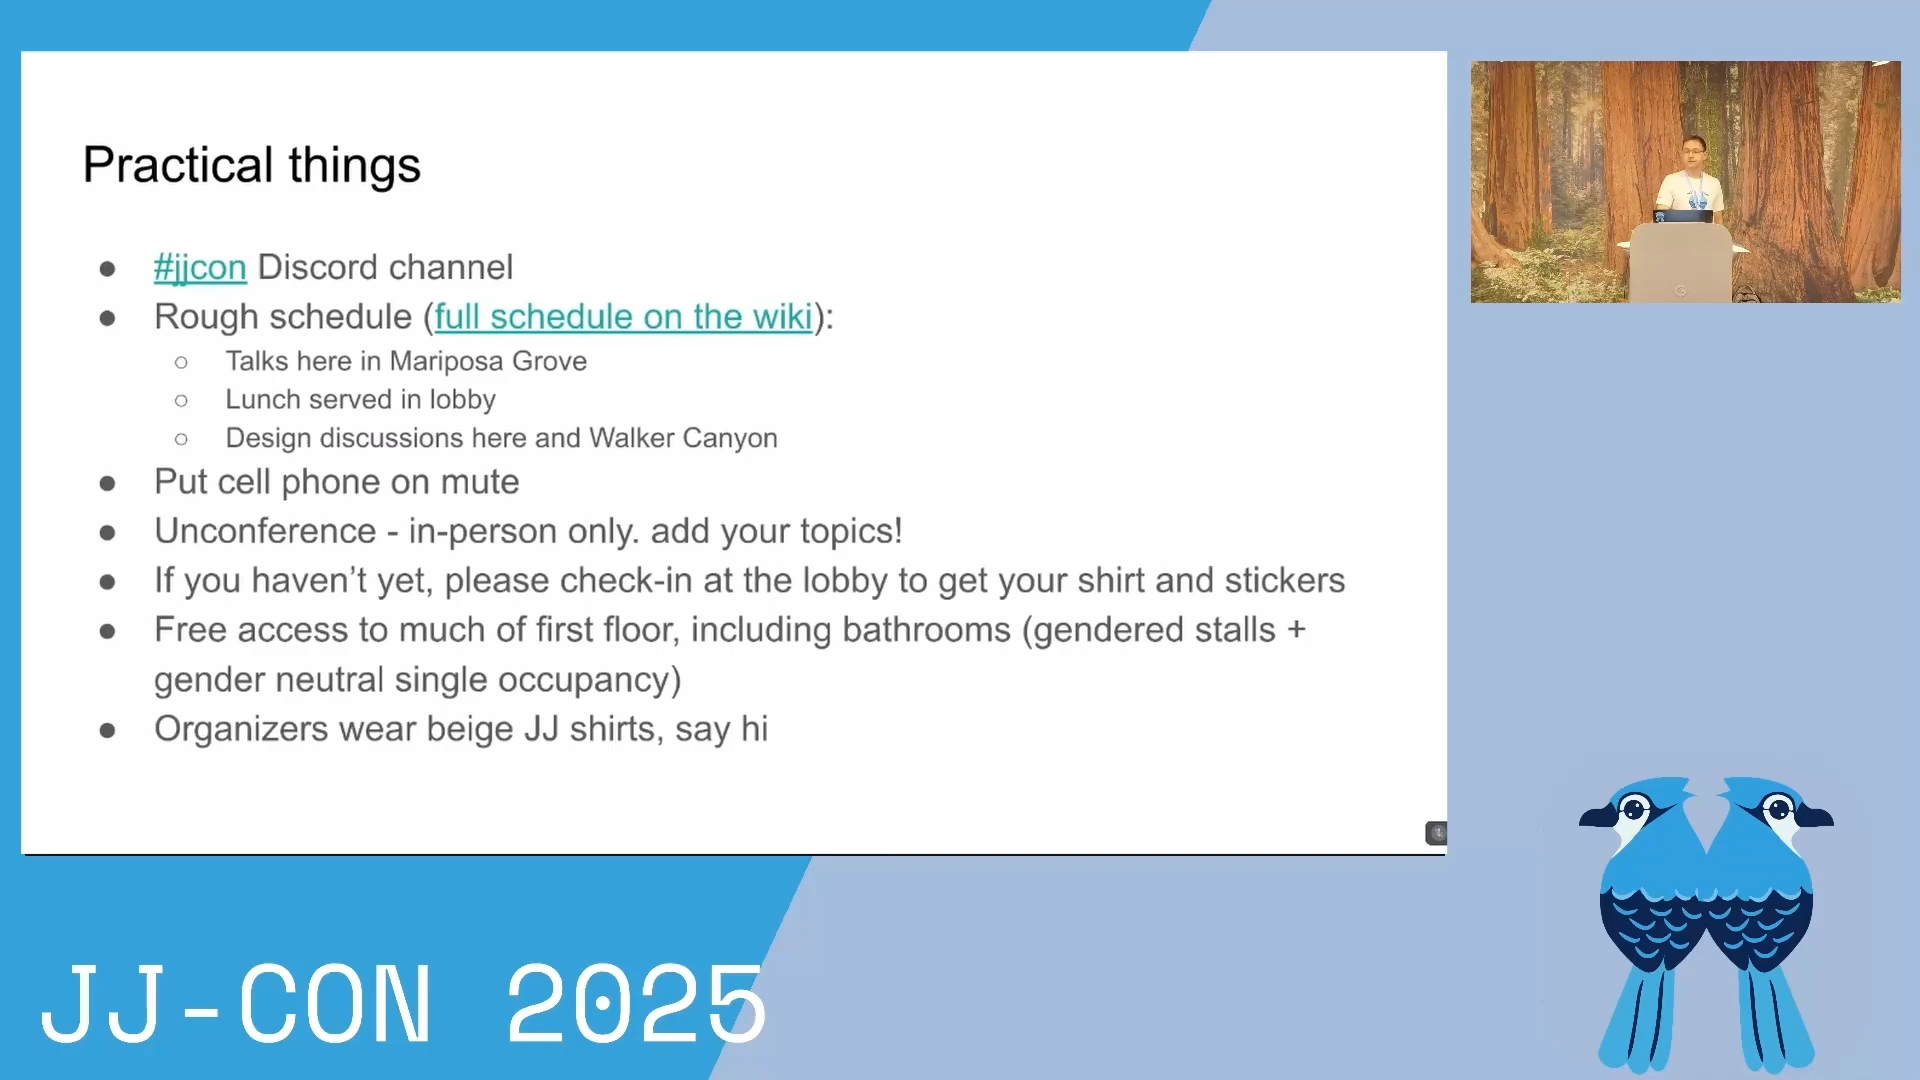 Practical things
● #jjcon Discord channel
● Rough schedule (full schedule on the wiki):
○ Talks here in Mariposa Grove
○ Lunch served in lobby
○ Design discussions here and Walker Canyon
● Put cell phone on mute
● Unconference - in-person only. add your topics!
● If you haven’t yet, please check-in at the lobby to get your shirt and stickers
● Free access to much of first floor, including bathrooms (gendered stalls +
gender neutral single occupancy)
● Organizers wear beige JJ shirts, say hi
JJ-CON 2025